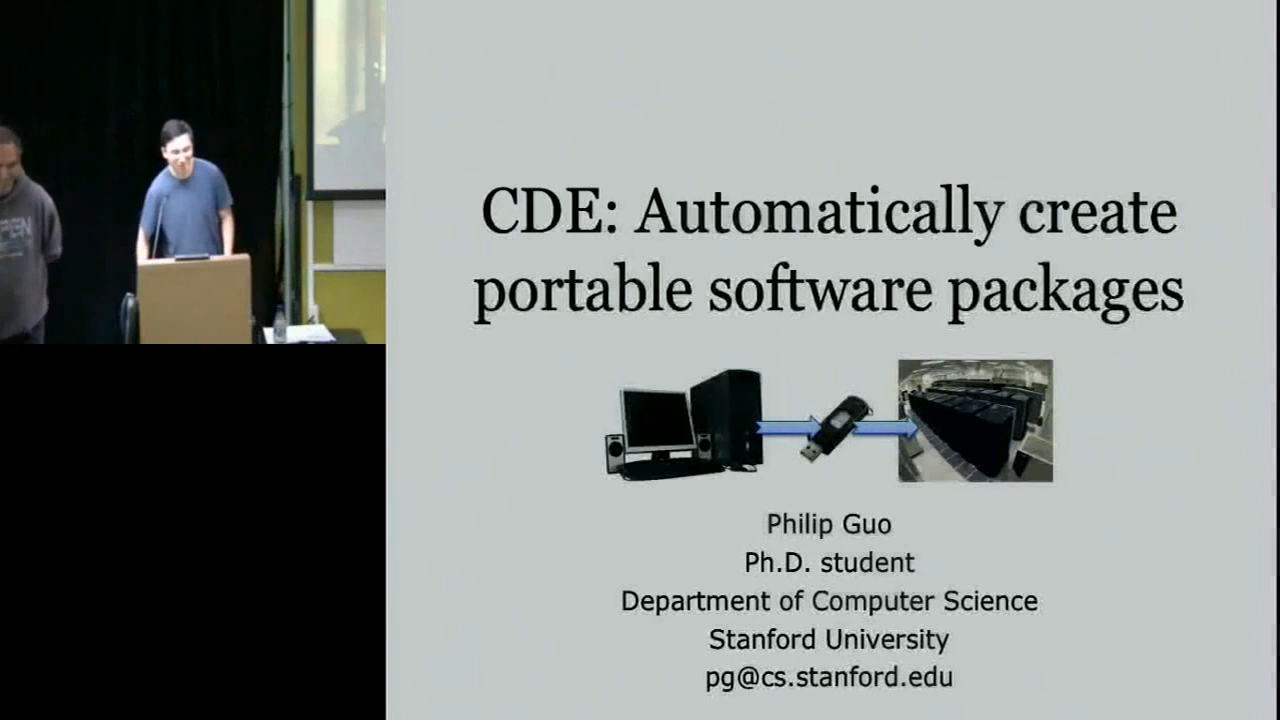 CDE: Automatically create
portable software packages
Philip Guo
Ph.D. student
Department of Computer Science
Stanford University
pg@cs.stanford.edu